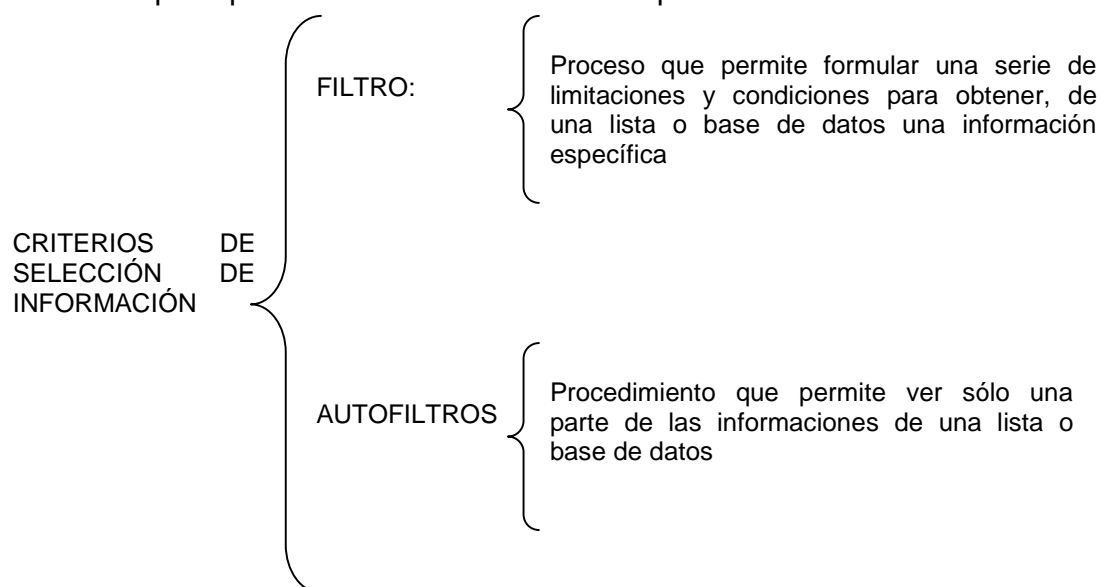 FILTRO:
Proceso que permite formular una serie de
limitaciones y condiciones para obtener, de
una lista o base de datos una información
específica
CRITERIOS DE
SELECCIÓN DE
INFORMACIÓN
AUTOFILTROS
Procedimiento que permite ver sólo una
parte de las informaciones de una lista o
base de datos